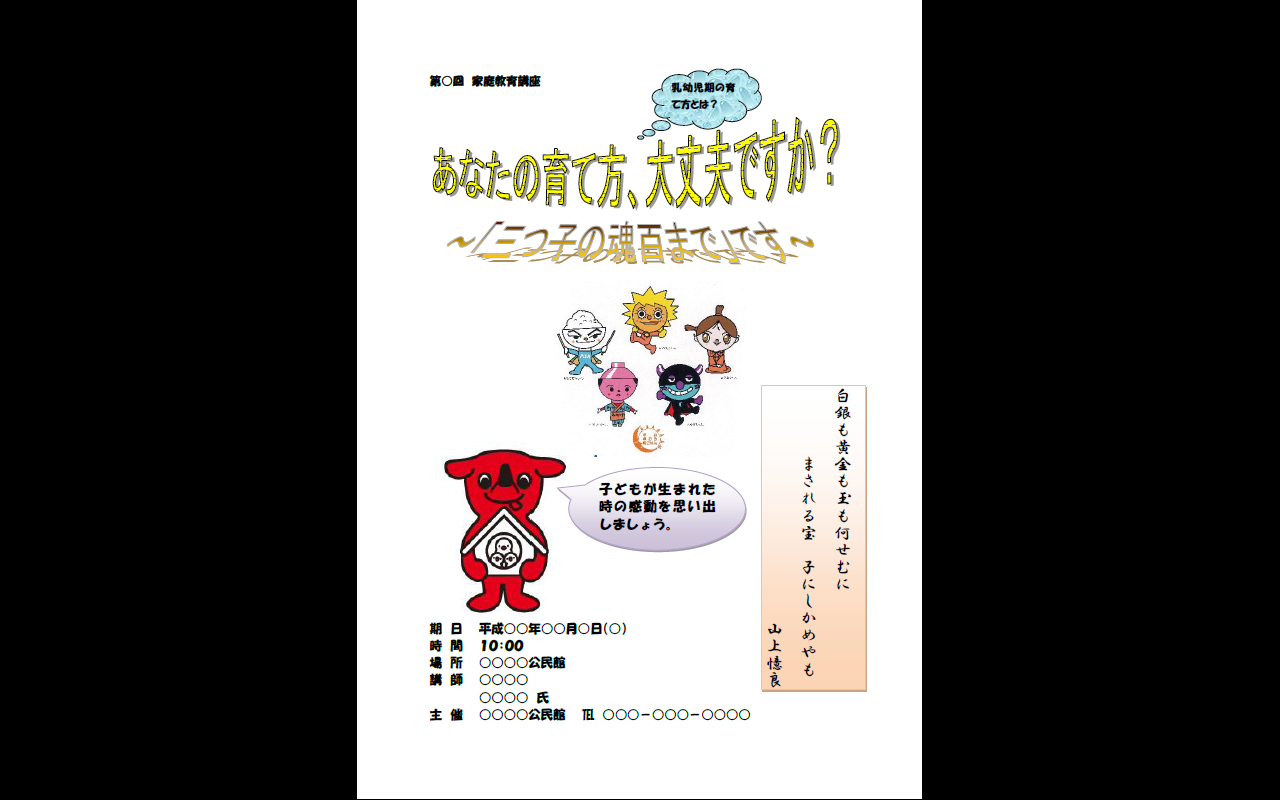 第○回 家庭教育講座
乳幼児期の育
て方とは？
あなたの育て方、大丈夫ですか？
～「三つ子の魂百まで」です～
子どもが生まれた
時の感動を思い出
しましょう。
白銀も黄金も玉も何せむに
まされる宝 子にしかめやも
山上憶良
期 日 平成○○年○○月○日(○)
時 間 10:00
場 所 ○○○○公民館
講 師 ○○○○
○○○○ 氏
主 催 ○○○○公民館 ℡ ○○○－○○○－○○○○